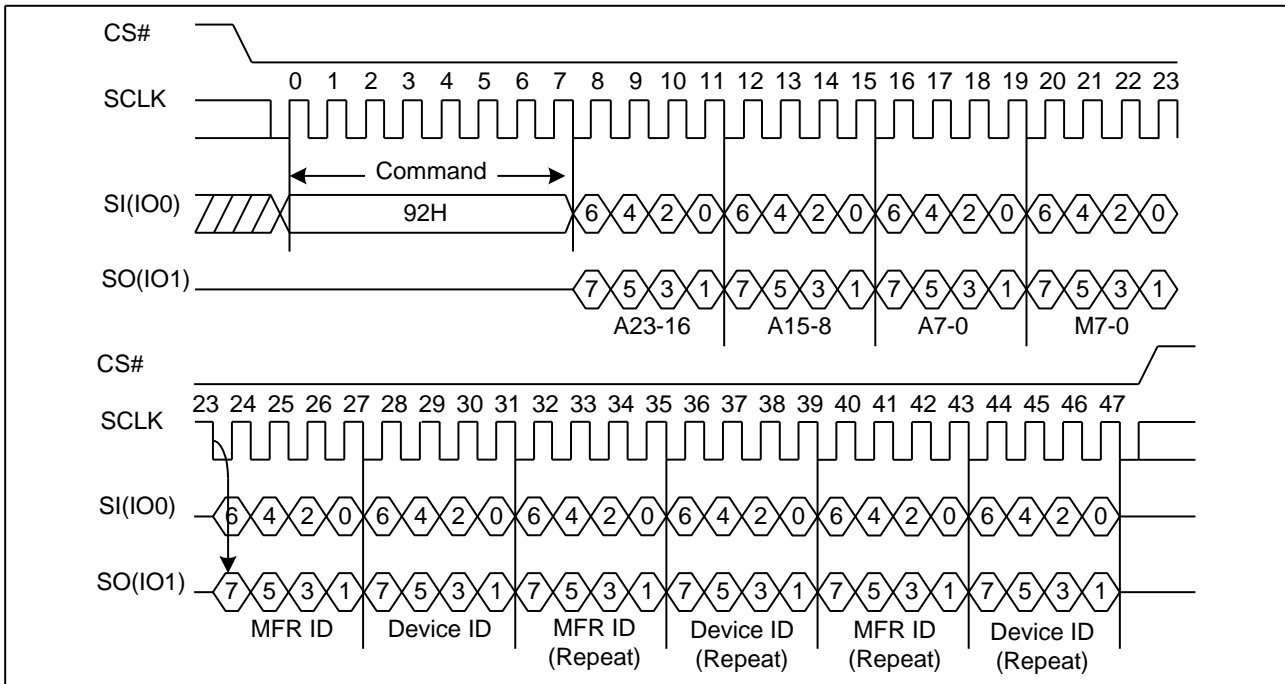 CS#
0 1 2 3 4 5 6 7 8 9 10 11 12 13 14 15 16 17 18 19 20 21 22 23
SCLK
Command
SI(IO0)
92H
6 4 2 0 6 4 2 0 6 4 2 0 6 4 2 0
SO(IO1)
7 5 3 1 7 5 3 1 7 5 3 1 7 5 3 1
A23-16 A15-8 A7-0 M7-0
CS#
23 24 25 26 27 28 29 30 31 32 33 34 35 36 37 38 39 40 41 42 43 44 45 46 47
SCLK
SI(IO0)
6 4 2 0 6 4 2 0 6 4 2 0 6 4 2 0 6 4 2 0 6 4 2 0
SO(IO1)
7 5 3 1 7 5 3 1 7 5 3 1 7 5 3 1 7 5 3 1 7 5 3 1
MFR ID Device ID MFR ID Device ID MFR ID Device ID
(Repeat) (Repeat) (Repeat) (Repeat)